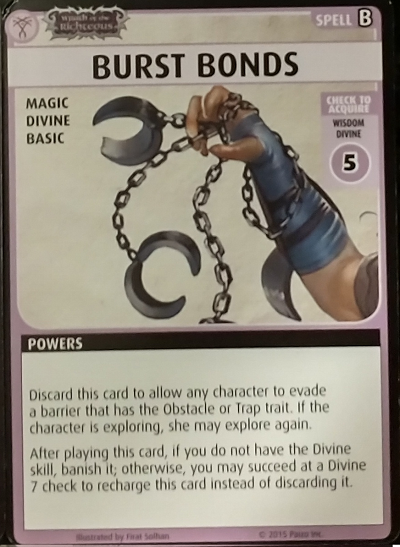 Wrath of the
Righteous
SPELL B
BURST BONDS
MAGIC
DIVINE
BASIC
CHECK TO
ACQUIRE
WISDOM
DIVINE
5
POWERS
Discard this card to allow any character to evade
a barrier that has the Obstacle or Trap trait. If the
character is exploring, she may explore again.
After playing this card, if you do not have the Divine
skill, banish it; otherwise, you may succeed at a Divine
7 check to recharge this card instead of discarding it.
Illustrated by Firat Solhan
© 2015 Paizo Inc.